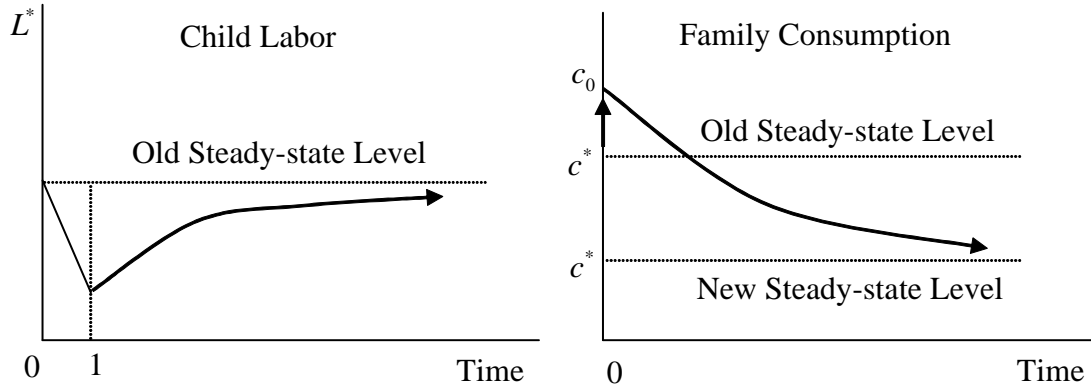 L*
Child Labor
Old Steady-state Level
0
1
Time
Family Consumption
c0
Old Steady-state Level
c*
c*
New Steady-state Level
0
Time